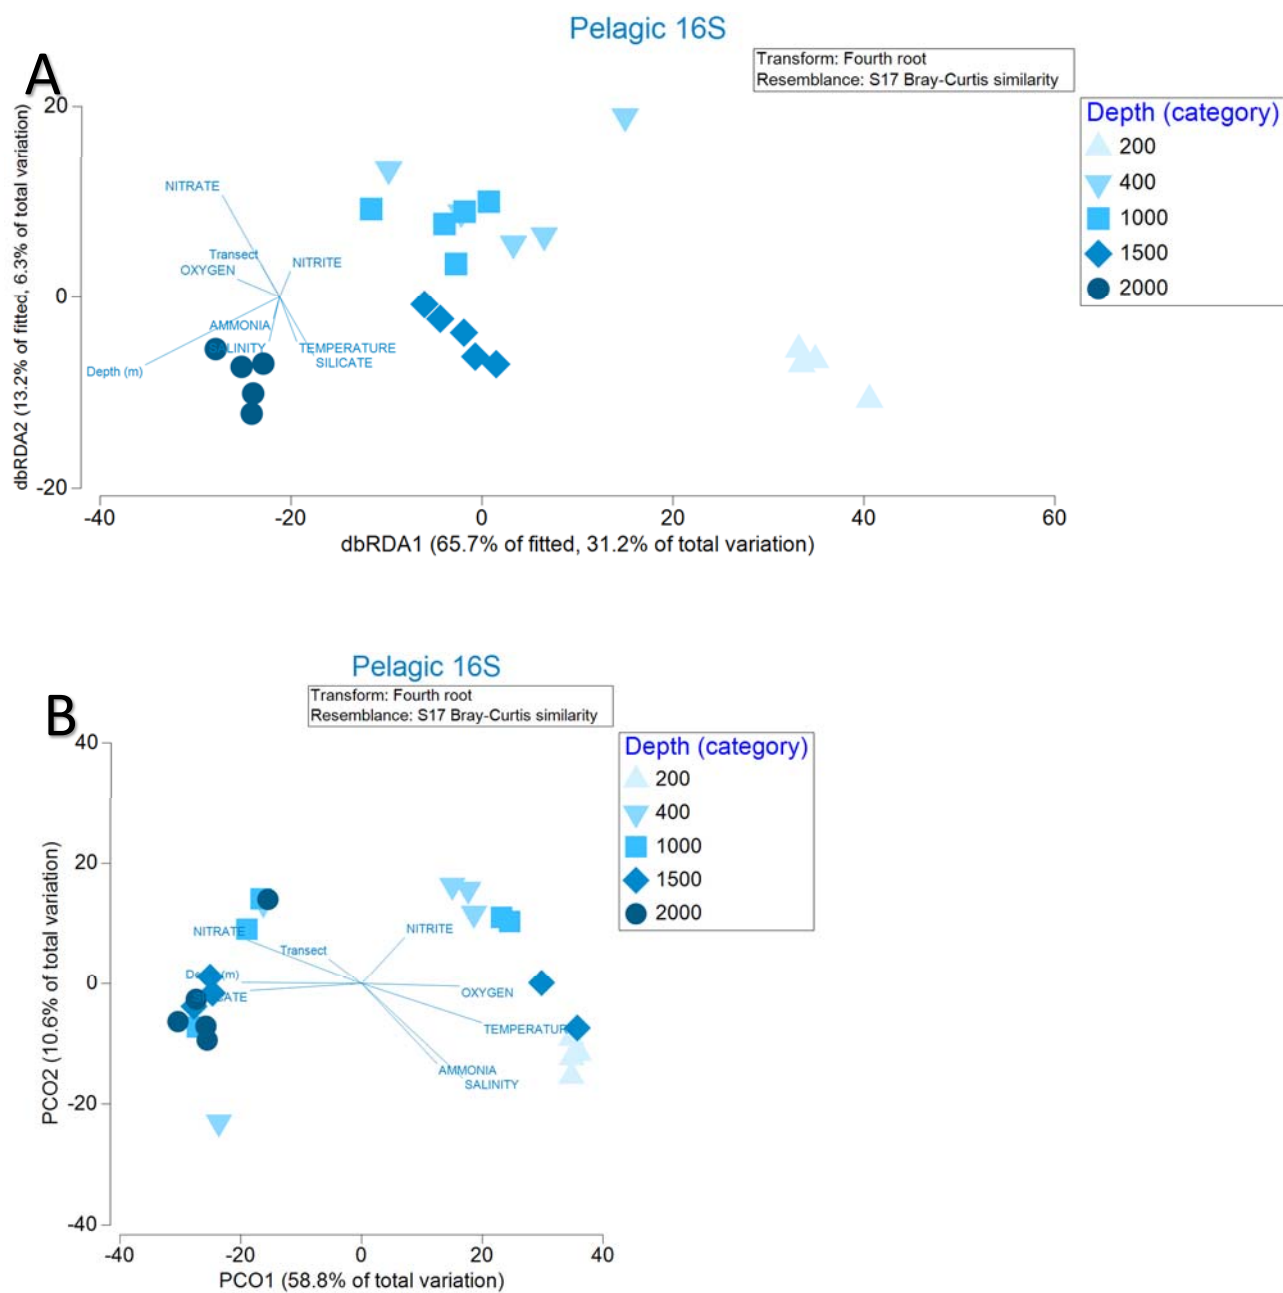 Pelagic 16S
A
Transform: Fourth root
Resemblance: S17 Bray-Curtis similarity
Depth (category)
200
400
1000
1500
2000
dbRDA2 (13.2% of fitted, 6.3% of total variation)
20
0
-20
NITRATE
Transect
OXYGEN
NITRITE
AMMONIA
SALINITY
TEMPERATURE
SILICATE
Depth (m)
-40
-20
0
20
40
60
dbRDA1 (65.7% of fitted, 31.2% of total variation)
Pelagic 16S
B
Transform: Fourth root
Resemblance: S17 Bray-Curtis similarity
Depth (category)
200
400
1000
1500
2000
PCO2 (10.6% of total variation)
40
20
0
-20
-40
NITRATE
Transect
NITRITE
OXYGEN
AMMONIA
SALINITY
-40
-20
0
20
40
PCO1 (58.8% of total variation)